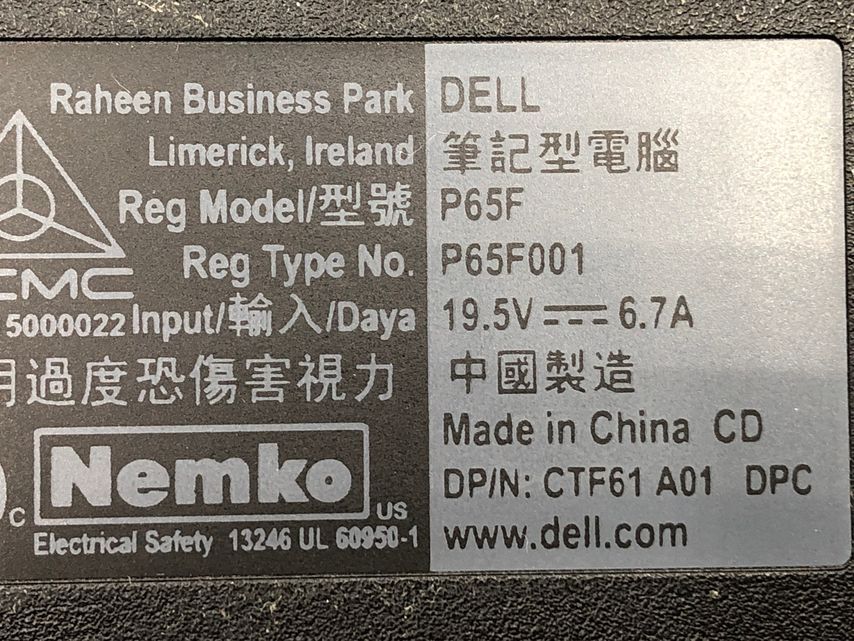 Raheen Business Park DELL
Limerick, Ireland 筆記型電腦
Reg Model/型號 P65F
Reg Type No. P65F001
CMC
5000022 Input/輸入/Daya 19.5V 6.7A
用過度恐傷害視力 中國製造
Made in China CD
c Nemko US DP/N: CTF61 A01 DPC
Electrical Safety 13246 UL 60950-1 www.dell.com